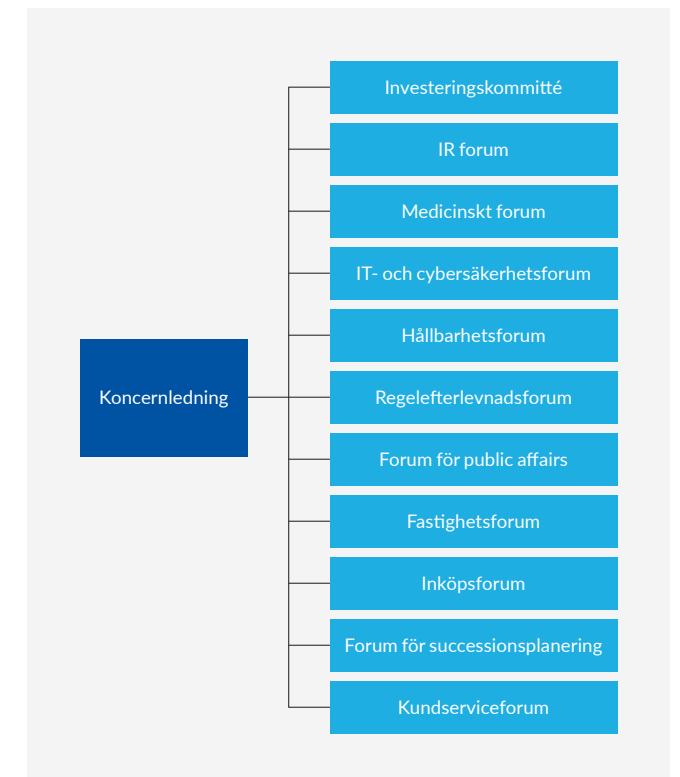 Investeringskommitté
IR forum
Medicinskt forum
IT- och cybersäkerhetsforum
Hållbarhetsforum
Koncernledning
Regelefterlevnadsforum
Forum för public affairs
Fastighetsforum
Inköpsforum
Forum för successionsplanering
Kundserviceforum